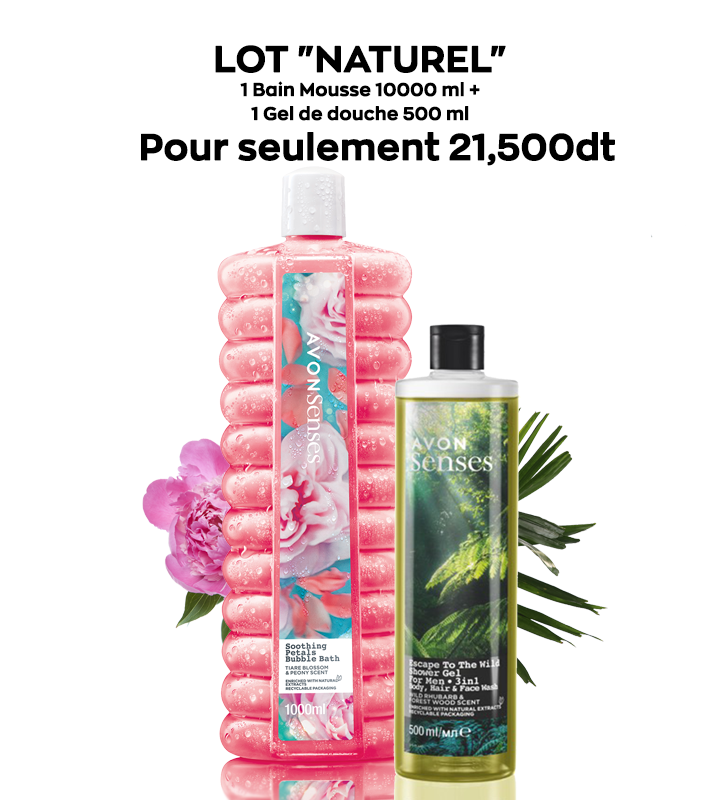 LOT "NATUREL"
1 Bain Mousse 10000 ml +
1 Gel de douche 500 ml
Pour seulement 21,500dt
AVON Senses
Soothing
Petals
Bubble Bath
TIARE BLOSSOM
& PEONY SCENT
ENRICHED WITH NATURAL
EXTRACTS
RECYCLABLE PACKAGING
1000ml
AVON
Senses
Escape To The Wild
Shower Gel
For Men • 3in1
Body, Hair & Face Wash
WILD RHUBARB &
FOREST WOOD SCENT
ENRICHED WITH NATURAL EXTRACTS
RECYCLABLE PACKAGING
500 ml/мл e